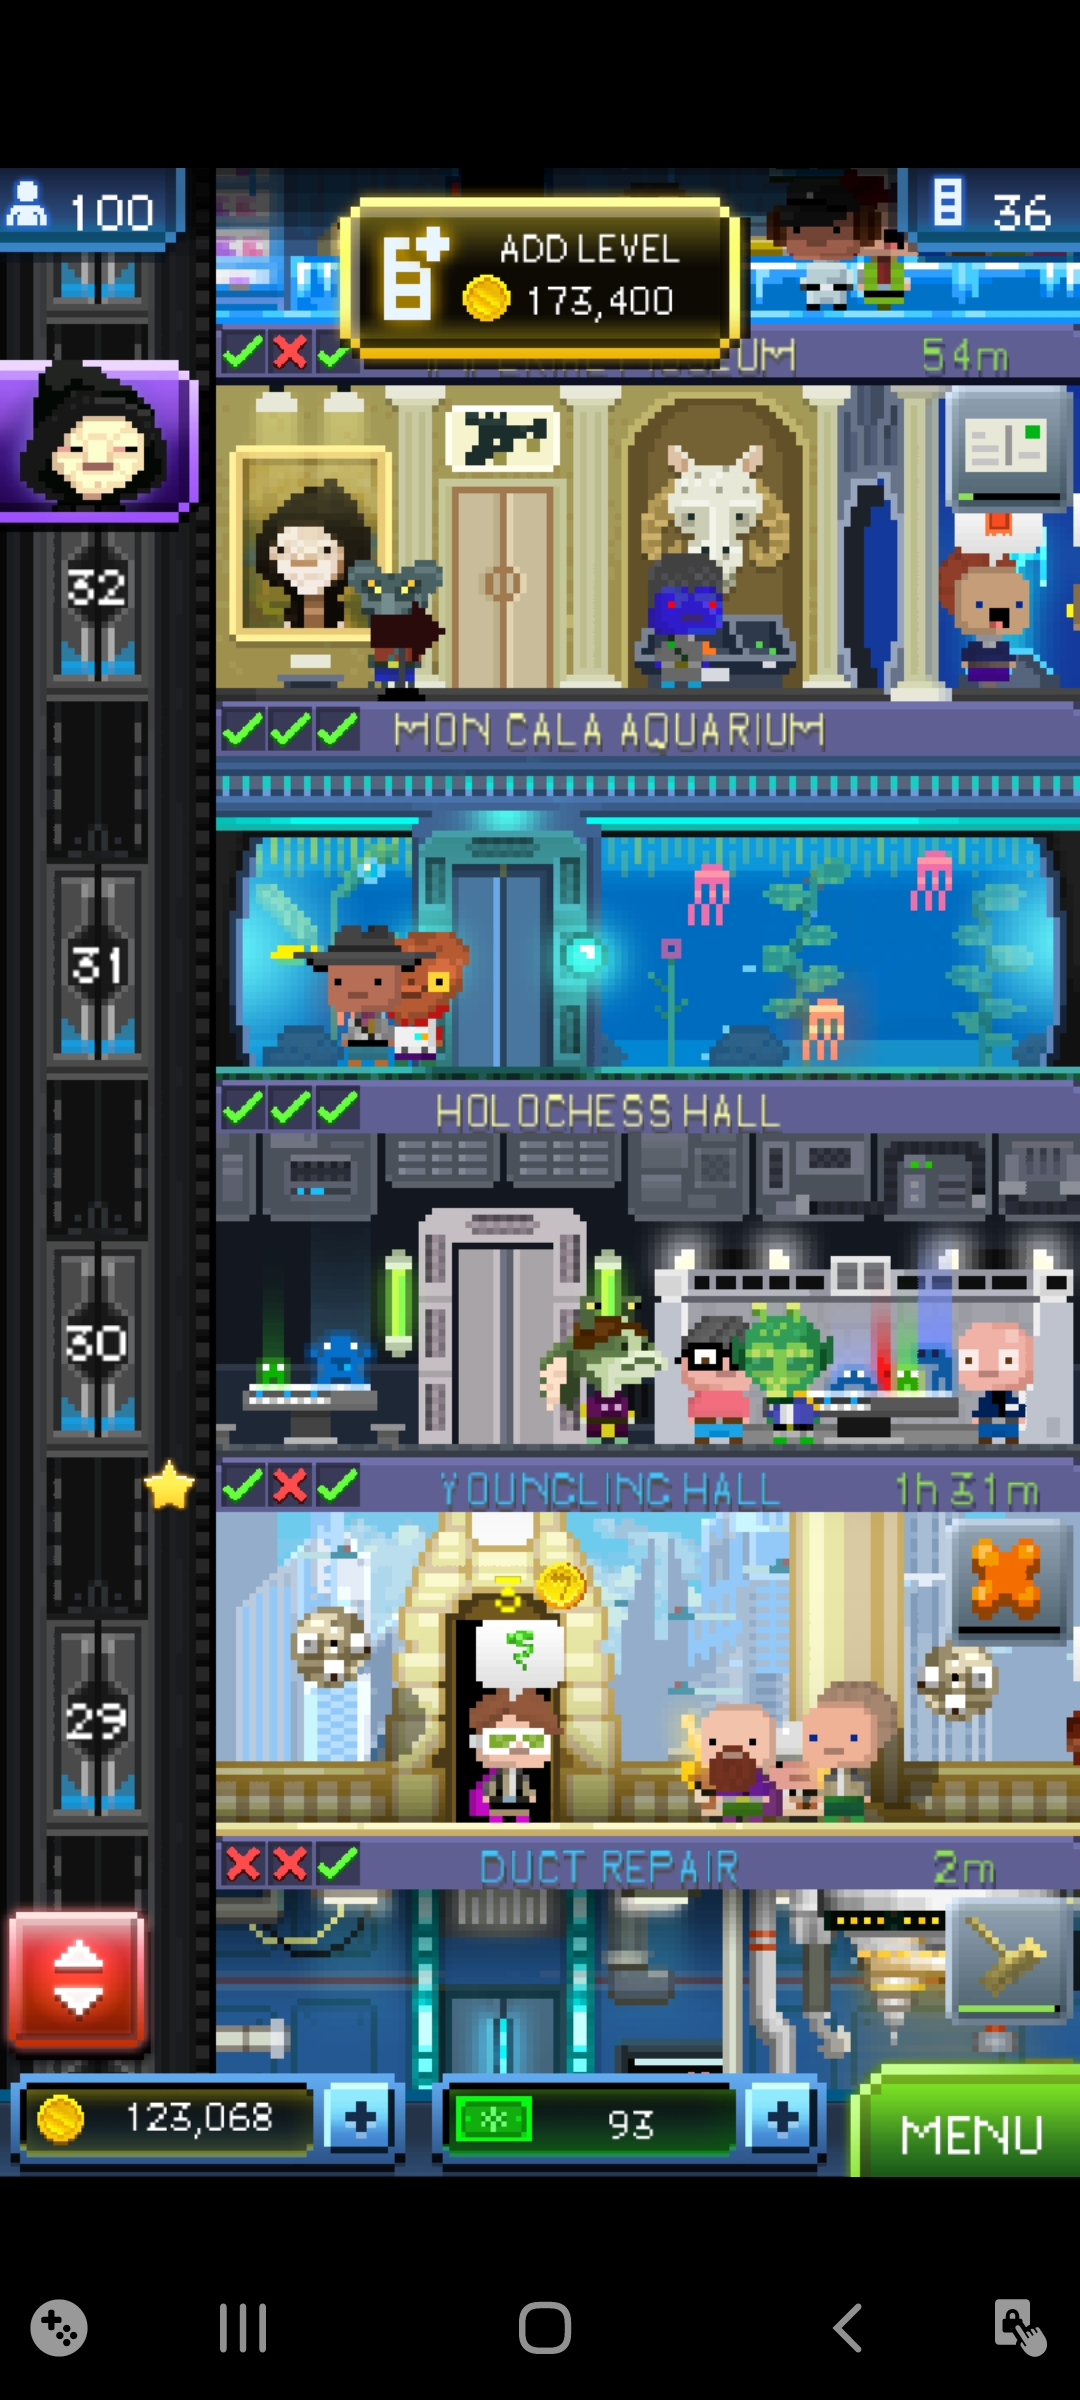 100
ADD LEVEL
173,400
36
UM
54m
32
MON CALA AQUARIUM
31
HOLOCHESS HALL
30
YOUNGLING HALL
1h 31m
29
DUCT REPAIR
2m
123,068
93
MENU